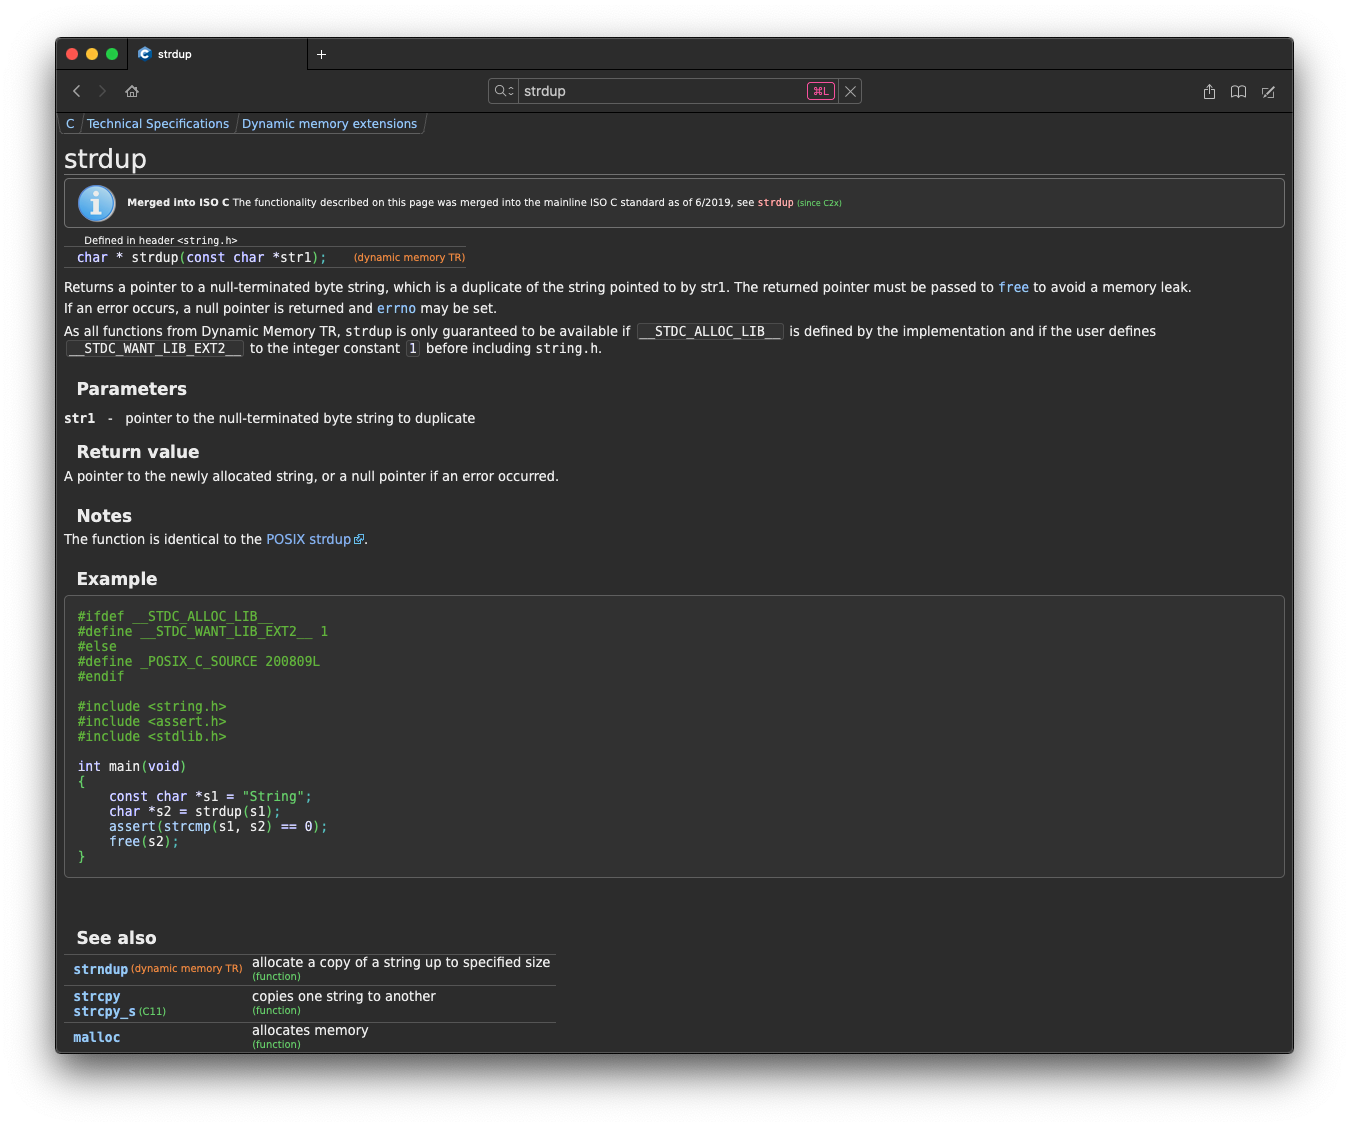 strdup
+
strdup
⌘L
C
Technical Specifications
Dynamic memory extensions
strdup
Merged into ISO C The functionality described on this page was merged into the mainline ISO C standard as of 6/2019, see strdup (since C2x)
Defined in header <string.h>
char * strdup(const char *str1); (dynamic memory TR)
Returns a pointer to a null-terminated byte string, which is a duplicate of the string pointed to by str1. The returned pointer must be passed to free to avoid a memory leak.
If an error occurs, a null pointer is returned and errno may be set.
As all functions from Dynamic Memory TR, strdup is only guaranteed to be available if __STDC_ALLOC_LIB__ is defined by the implementation and if the user defines
__STDC_WANT_LIB_EXT2__ to the integer constant 1 before including string.h.
Parameters
str1 - pointer to the null-terminated byte string to duplicate
Return value
A pointer to the newly allocated string, or a null pointer if an error occurred.
Notes
The function is identical to the POSIX strdup.
Example
#ifdef __STDC_ALLOC_LIB__
#define __STDC_WANT_LIB_EXT2__ 1
#else
#define _POSIX_C_SOURCE 200809L
#endif
#include <string.h>
#include <assert.h>
#include <stdlib.h>
int main(void)
{
    const char *s1 = "String";
    char *s2 = strdup(s1);
    assert(strcmp(s1, s2) == 0);
    free(s2);
}
See also
strndup (dynamic memory TR) allocate a copy of a string up to specified size
(function)
strcpy copies one string to another
strcpy_s (C11) (function)
malloc allocates memory
(function)